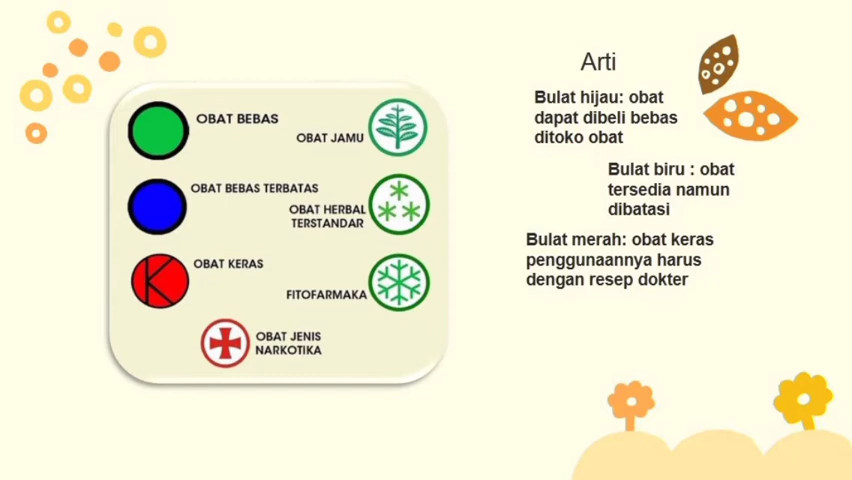 OBAT BEBAS
OBAT JAMU
OBAT BEBAS TERBATAS
OBAT HERBAL
TERSTANDAR
K
OBAT KERAS
FITOFARMAKA
OBAT JENIS
NARKOTIKA
Arti
Bulat hijau: obat
dapat dibeli bebas
ditoko obat
Bulat biru : obat
tersedia namun
dibatasi
Bulat merah: obat keras
penggunaannya harus
dengan resep dokter